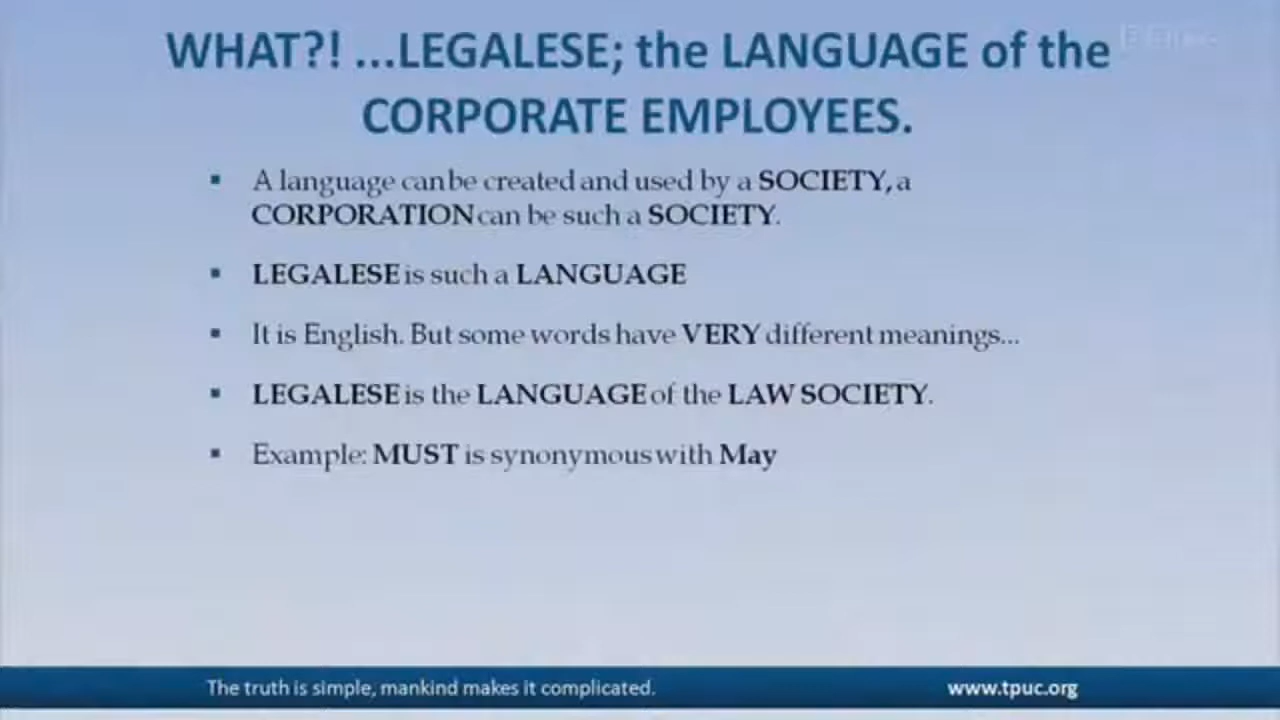 WHAT?! ...LEGALESE; the LANGUAGE of the
CORPORATE EMPLOYEES.
A language can be created and used by a SOCIETY, a
CORPORATION can be such a SOCIETY.
LEGALESE is such a LANGUAGE
It is English. But some words have VERY different meanings...
LEGALESE is the LANGUAGE of the LAW SOCIETY.
Example: MUST is synonymous with May
The truth is simple, mankind makes it complicated.
www.tpuc.org